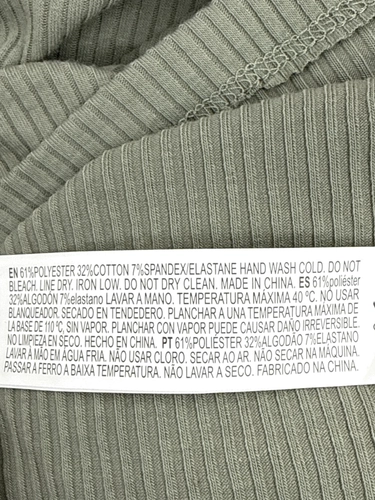 EN 61%POLYESTER 32%COTTON 7%SPANDEX/ELASTANE HAND WASH COLD. DO NOT
BLEACH. LINE DRY. IRON LOW. DO NOT DRY CLEAN. MADE IN CHINA. ES 61%poliéster
32%ALGODÓN 7%elastano LAVAR A MANO. TEMPERATURA MÁXIMA 40 ºC. NO USAR
BLANQUEADOR. SECADO EN TENDEDERO. PLANCHAR A UNA TEMPERATURA MÁXIMA DE
LA BASE DE 110 ºC, SIN VAPOR. PLANCHAR CON VAPOR PUEDE CAUSAR DAÑO IRREVERSIBLE.
NO LIMPIEZA EN SECO. HECHO EN CHINA. PT 61%POLIÉSTER 32%ALGODÃO 7%ELASTANO
LAVAR À MÃO EM ÁGUA FRIA. NÃO USAR CLORO. SECAR AO AR. NÃO SECAR NA MÁQUINA.
PASSAR A FERRO A BAIXA TEMPERATURA. NÃO LAVAR A SECO. FABRICADO NA CHINA.